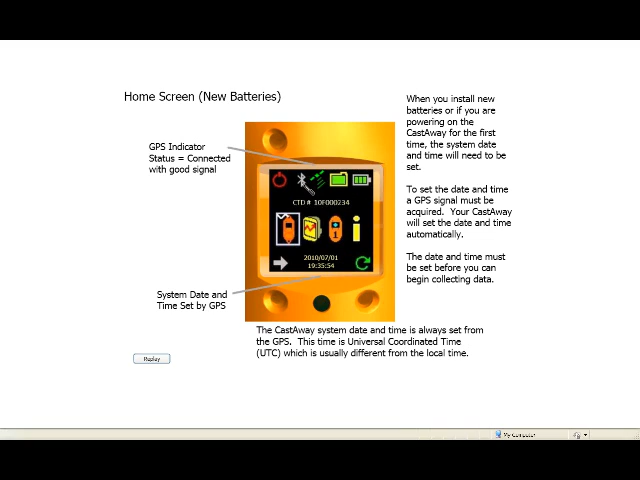 Home Screen (New Batteries)
GPS Indicator
Status = Connected
with good signal
CTD # 10F000234
1
2010/07/01
19:35:54
System Date and
Time Set by GPS
When you install new
batteries or if you are
powering on the
CastAway for the first
time, the system date
and time will need to be
set.
To set the date and time
a GPS signal must be
acquired.  Your CastAway
will set the date and time
automatically.
The date and time must
be set before you can
begin collecting data.
The CastAway system date and time is always set from
the GPS.  This time is Universal Coordinated Time
(UTC) which is usually different from the local time.
Replay
My Computer